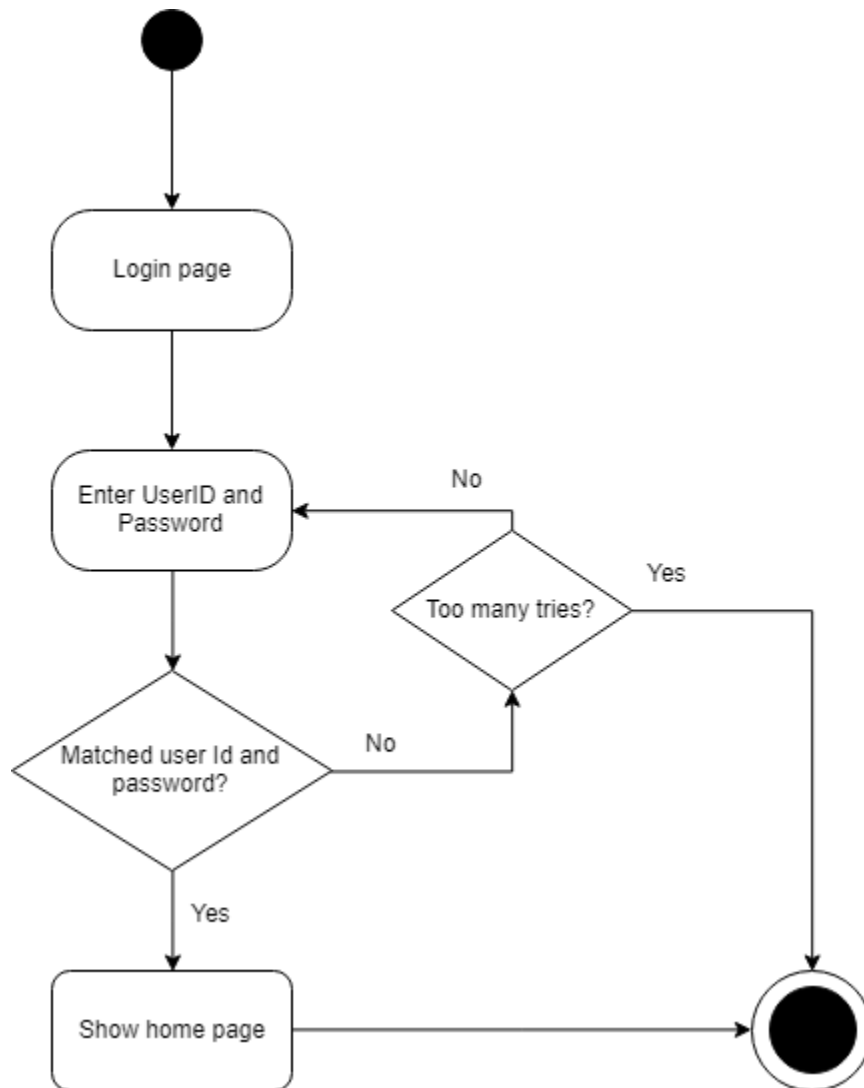 Login page
Enter UserID and
Password
No
Too many tries?
Yes
Matched user Id and
password?
No
Yes
Show home page